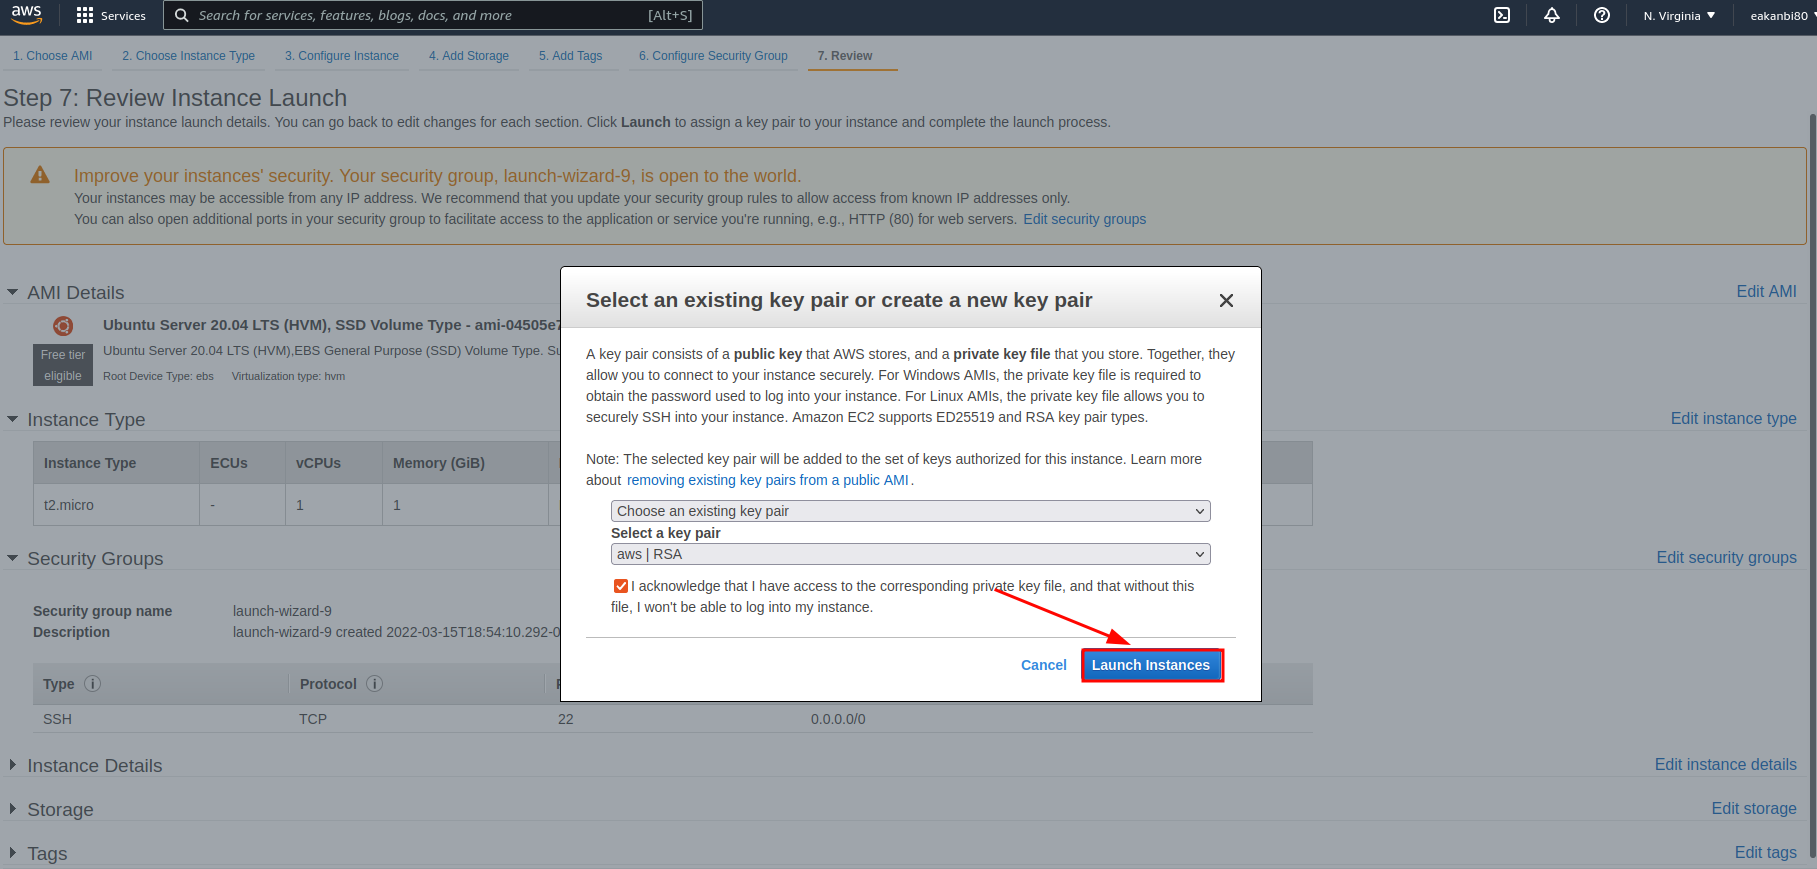 aws
Services
Search for services, features, blogs, docs, and more
[Alt+S]
N. Virginia
eakanbi80
1. Choose AMI
2. Choose Instance Type
3. Configure Instance
4. Add Storage
5. Add Tags
6. Configure Security Group
7. Review
Step 7: Review Instance Launch
Please review your instance launch details. You can go back to edit changes for each section. Click Launch to assign a key pair to your instance and complete the launch process.
Improve your instances' security. Your security group, launch-wizard-9, is open to the world.
Your instances may be accessible from any IP address. We recommend that you update your security group rules to allow access from known IP addresses only.
You can also open additional ports in your security group to facilitate access to the application or service you're running, e.g., HTTP (80) for web servers. Edit security groups
AMI Details
Edit AMI
Ubuntu Server 20.04 LTS (HVM), SSD Volume Type - ami-04505e7
Free tier
eligible
Ubuntu Server 20.04 LTS (HVM),EBS General Purpose (SSD) Volume Type. Su
Root Device Type: ebs
Virtualization type: hvm
Instance Type
Edit instance type
Instance Type
ECUs
vCPUs
Memory (GiB)
t2.micro
-
1
1
Security Groups
Edit security groups
Security group name
launch-wizard-9
Description
launch-wizard-9 created 2022-03-15T18:54:10.292-0
Type
Protocol
SSH
TCP
22
0.0.0.0/0
Instance Details
Edit instance details
Storage
Edit storage
Tags
Edit tags
Select an existing key pair or create a new key pair
A key pair consists of a public key that AWS stores, and a private key file that you store. Together, they
allow you to connect to your instance securely. For Windows AMIs, the private key file is required to
obtain the password used to log into your instance. For Linux AMIs, the private key file allows you to
securely SSH into your instance. Amazon EC2 supports ED25519 and RSA key pair types.
Note: The selected key pair will be added to the set of keys authorized for this instance. Learn more
about removing existing key pairs from a public AMI .
Choose an existing key pair
Select a key pair
aws | RSA
I acknowledge that I have access to the corresponding private key file, and that without this
file, I won't be able to log into my instance.
Cancel
Launch Instances